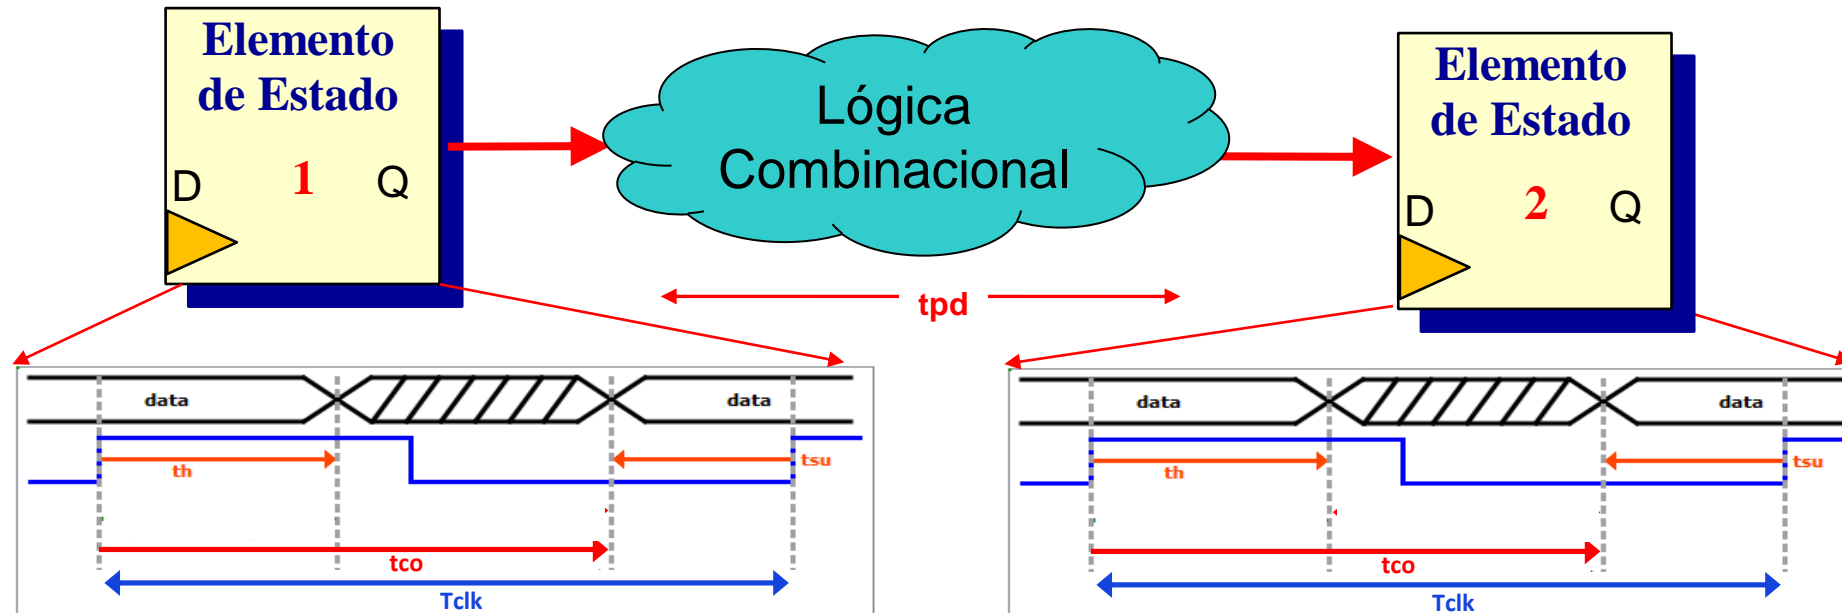 Elemento
de Estado
D 1 Q
Lógica
Combinacional
Elemento
de Estado
D 2 Q
tpd
data data
th tsu
tco
Tclk
data data
th tsu
tco
Tclk